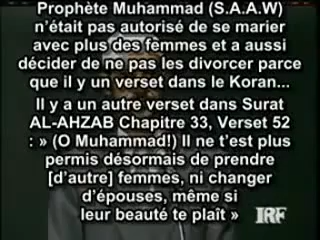 Prophète Muhammad (S.A.A.W)
n'était pas autorisé de se marier
avec plus des femmes et a aussi
décider de ne pas les divorcer parce
que il y un verset dans le Koran...
Il y a un autre verset dans Surat
AL-AHZAB Chapitre 33, Verset 52
: » (O Muhammad!) Il ne t'est plus
permis désormais de prendre
[d'autre] femmes, ni changer
d'épouses, même si
leur beauté te plaît »
IRF